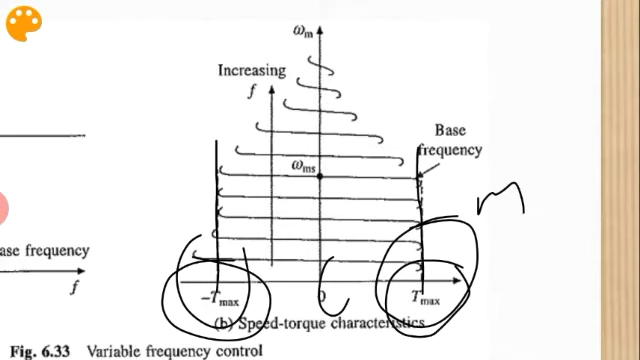 ωm
Increasing
f
Base
frequency
ωms
m
ase frequency
f
−Tmax
0
Tmax
(b) Speed-torque characteristics
Fig. 6.33 Variable frequency control